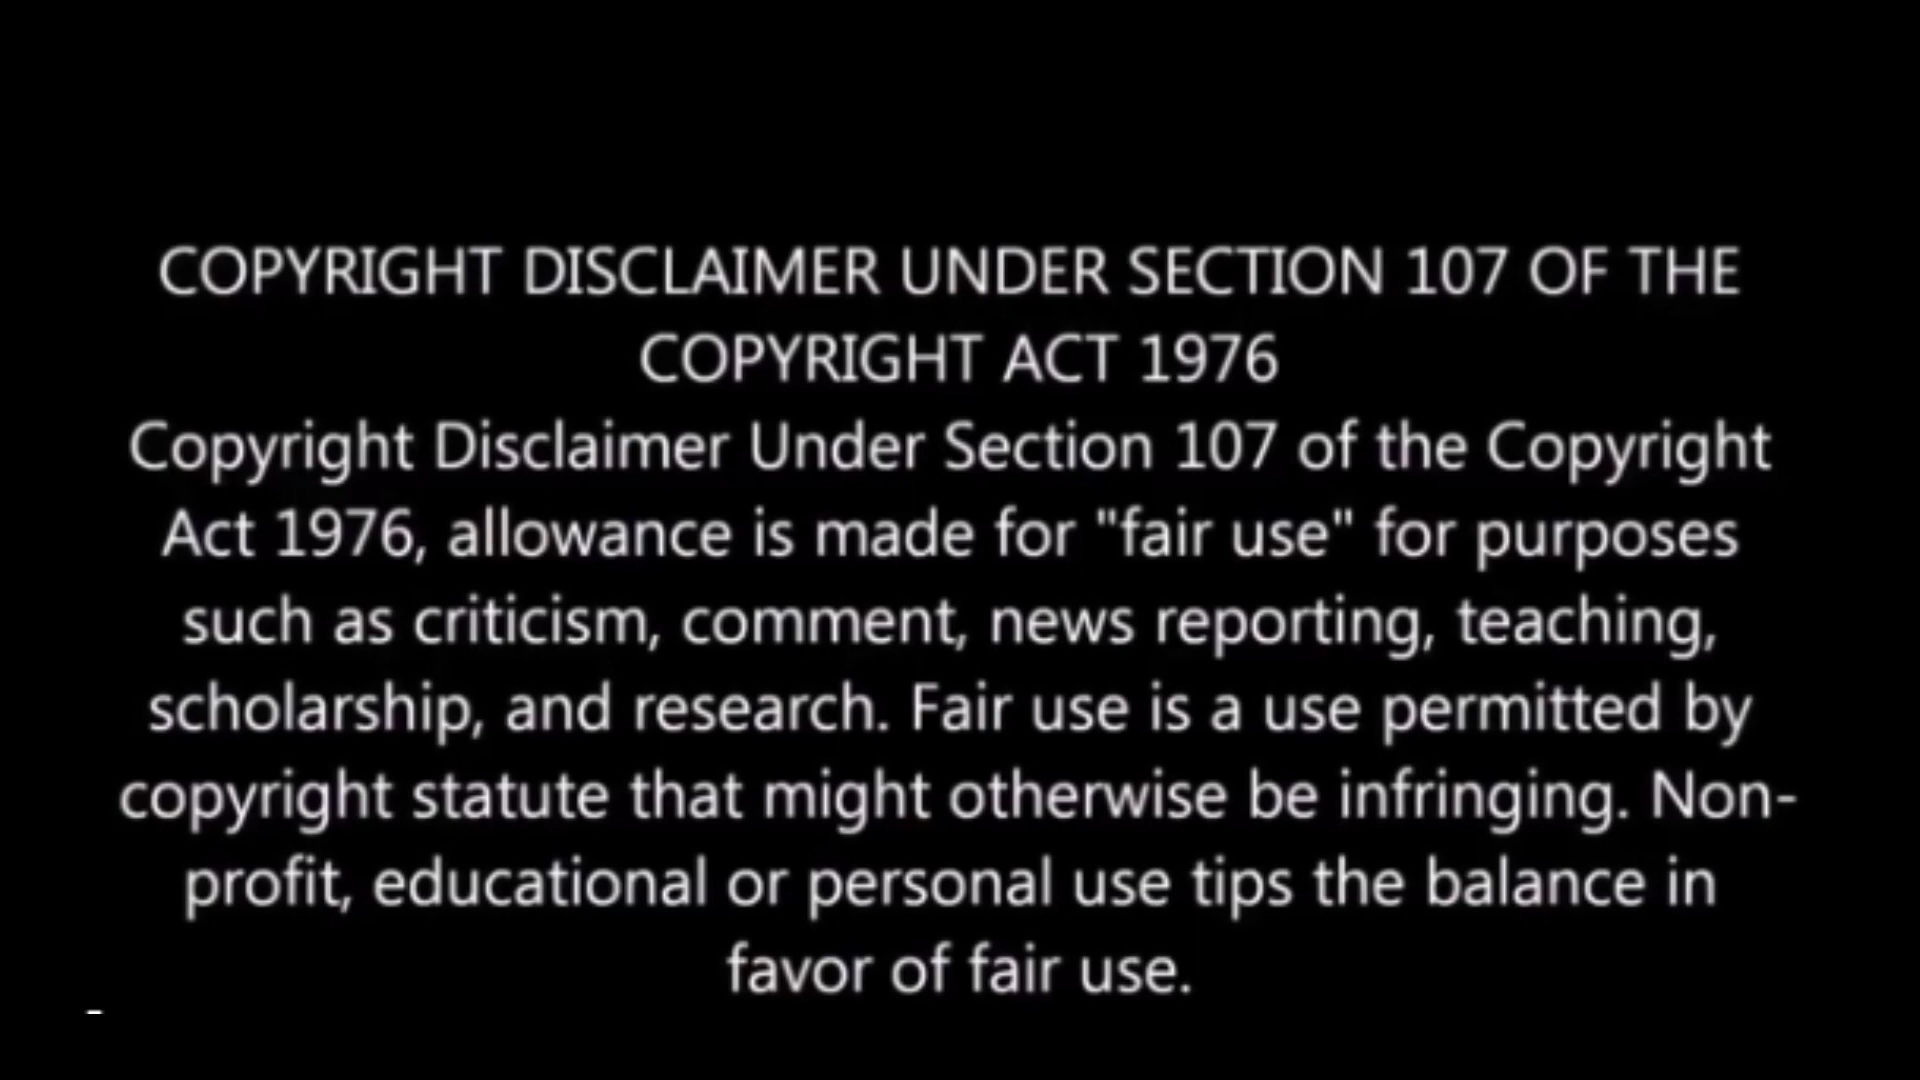 COPYRIGHT DISCLAIMER UNDER SECTION 107 OF THE
COPYRIGHT ACT 1976
Copyright Disclaimer Under Section 107 of the Copyright
Act 1976, allowance is made for "fair use" for purposes
such as criticism, comment, news reporting, teaching,
scholarship, and research. Fair use is a use permitted by
copyright statute that might otherwise be infringing. Non-
profit, educational or personal use tips the balance in
favor of fair use.